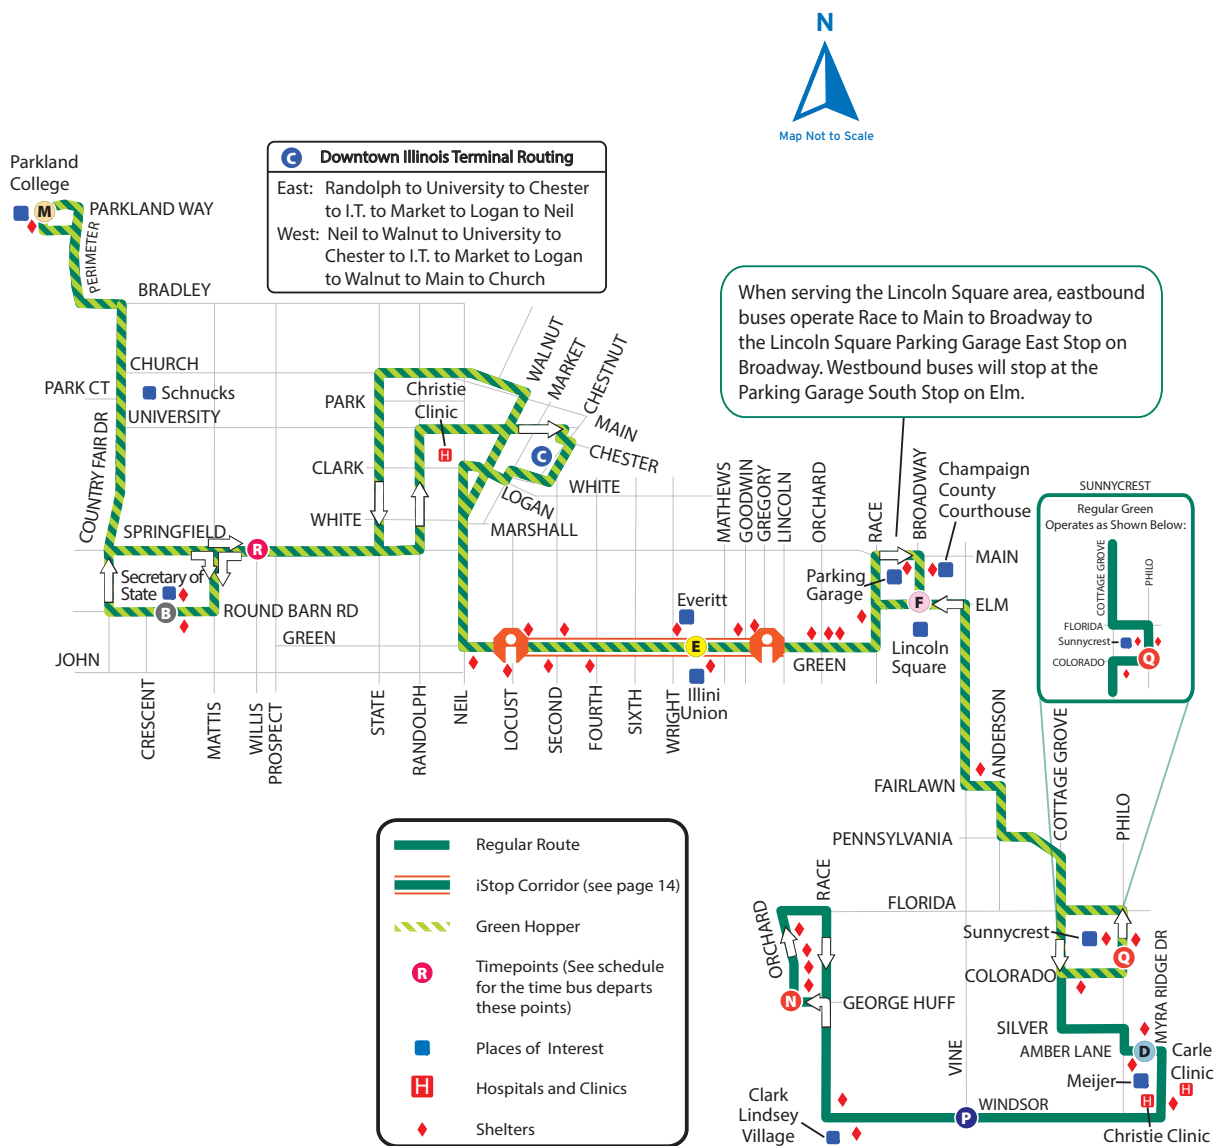 N
Map Not to Scale
Parkland
College
M
PARKLAND WAY
PERIMETER
C Downtown Illinois Terminal Routing
East: Randolph to University to Chester
to I.T. to Market to Logan to Neil
West: Neil to Walnut to University to
Chester to I.T. to Market to Logan
to Walnut to Main to Church
BRADLEY
When serving the Lincoln Square area, eastbound
buses operate Race to Main to Broadway to
the Lincoln Square Parking Garage East Stop on
Broadway. Westbound buses will stop at the
Parking Garage South Stop on Elm.
CHURCH
PARK CT
Schnucks
UNIVERSITY
COUNTRY FAIR DR
PARK
Christie
Clinic
H
CLARK
WHITE
WALNUT
MARKET
CHESTNUT
MAIN
CHESTER
C
WHITE
LOGAN
MARSHALL
SPRINGFIELD
R
Secretary of
State
B
ROUND BARN RD
GREEN
JOHN
CRESCENT
MATTIS
WILLIS
PROSPECT
STATE
RANDOLPH
NEIL
LOCUST
SECOND
FOURTH
SIXTH
WRIGHT
MATHEWS
GOODWIN
GREGORY
LINCOLN
ORCHARD
RACE
BROADWAY
Everitt
E
Illini
Union
GREEN
Champaign
County
Courthouse
MAIN
Parking
Garage
F
ELM
Lincoln
Square
SUNNYCREST
Regular Green
Operates as Shown Below:
COTTAGE GROVE
PHILO
FLORIDA
Sunnycrest
COLORADO
Q
ANDERSON
FAIRLAWN
COTTAGE GROVE
PHILO
PENNSYLVANIA
RACE
FLORIDA
ORCHARD
Sunnycrest
Q
COLORADO
N
GEORGE HUFF
SILVER
MYRA RIDGE DR
AMBER LANE
D
Carle
Clinic
H
Meijer
VINE
H
Christie Clinic
Clark
Lindsey
Village
P
WINDSOR
Regular Route
iStop Corridor (see page 14)
Green Hopper
R
Timepoints (See schedule
for the time bus departs
these points)
Places of Interest
H
Hospitals and Clinics
Shelters